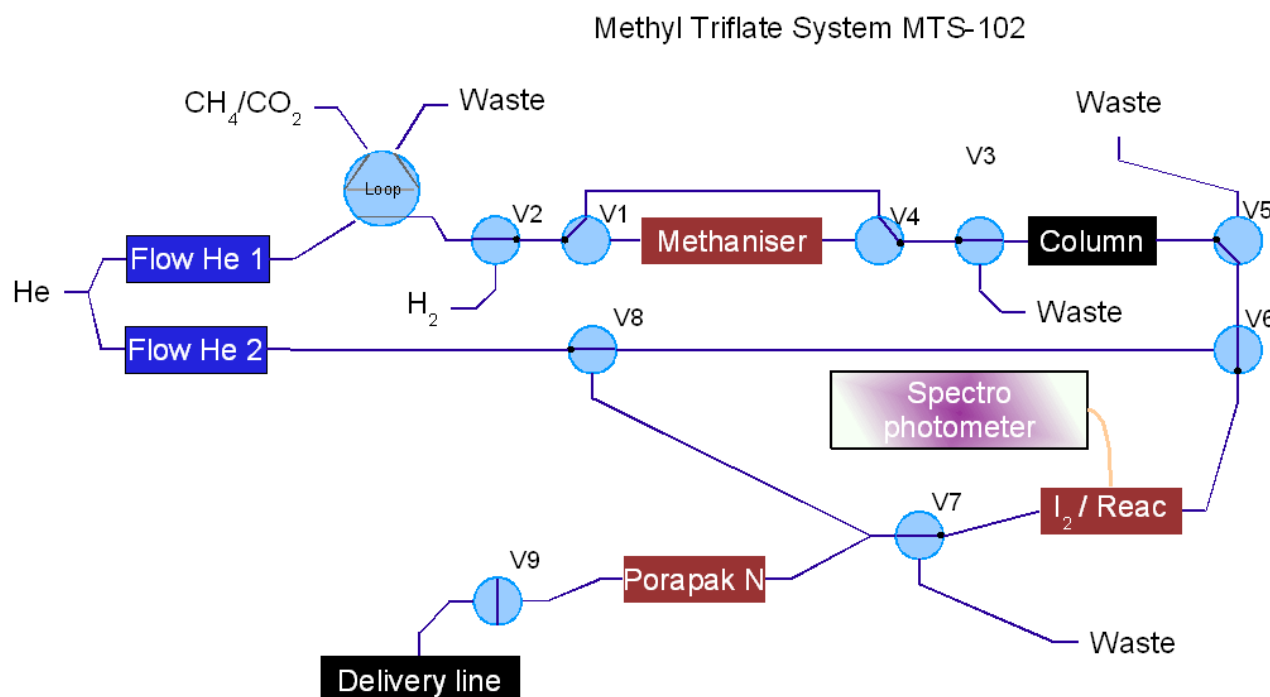 Methyl Triflate System MTS-102
CH₄/CO₂
Waste
Waste
V3
Loop
V2
V1
V4
V5
Flow He 1
Methaniser
Column
He
H₂
Waste
V8
V6
Flow He 2
Spectro
photometer
V7
I₂ / Reac
V9
Porapak N
Waste
Delivery line